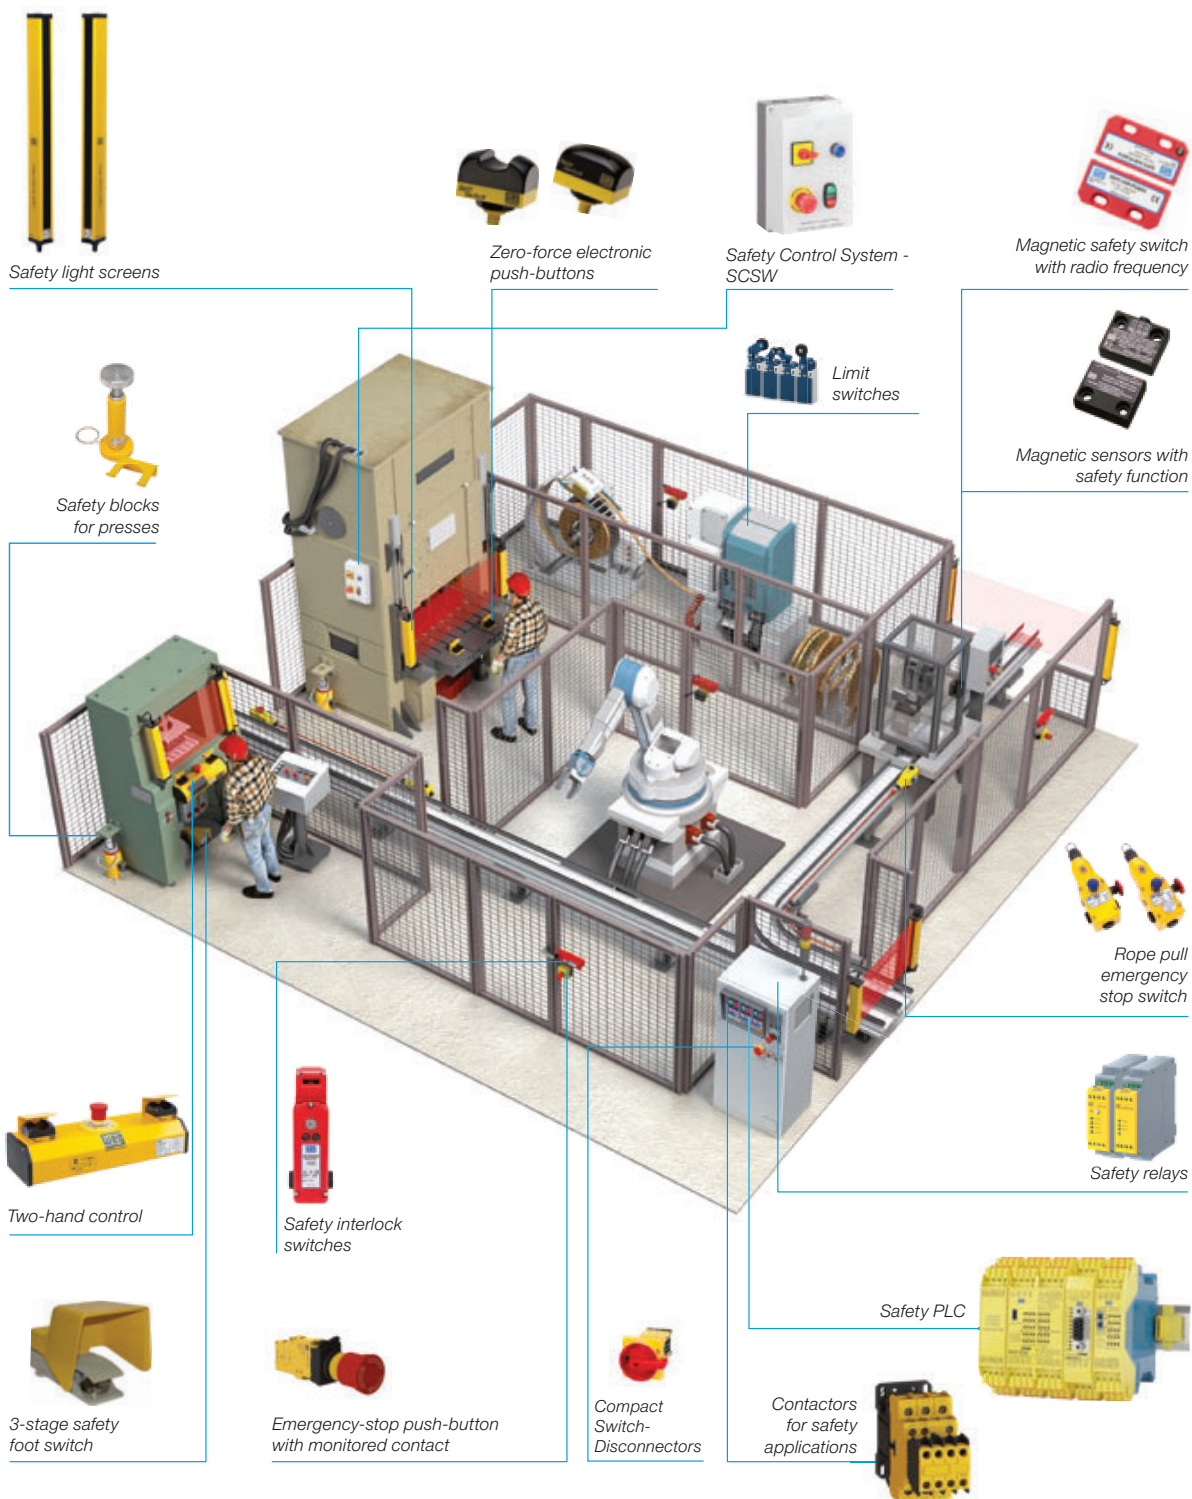 Safety light screens
Zero-force electronic
push-buttons
Safety Control System -
SCSW
Magnetic safety switch
with radio frequency
Limit
switches
Magnetic sensors with
safety function
Safety blocks
for presses
Rope pull
emergency
stop switch
Safety relays
Two-hand control
Safety interlock
switches
Safety PLC
3-stage safety
foot switch
Emergency-stop push-button
with monitored contact
Compact
Switch-
Disconnectors
Contactors
for safety
applications